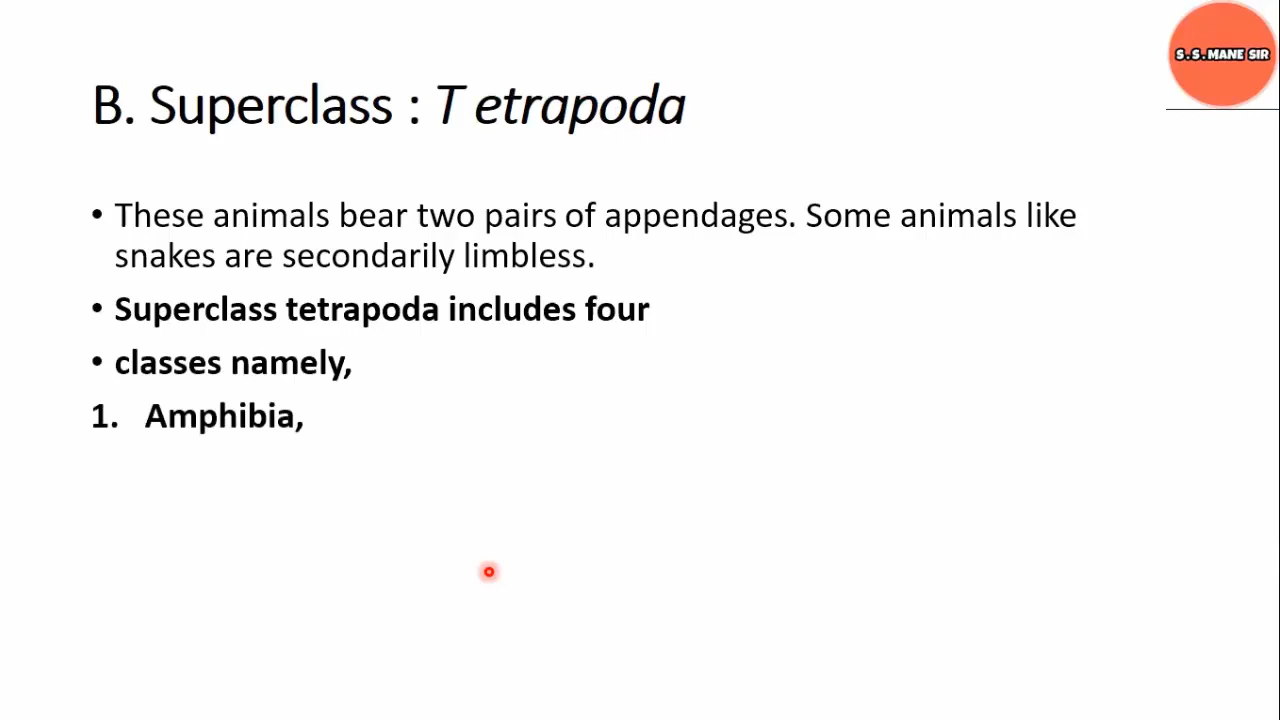 S.S.MANE SIR
B. Superclass : T etrapoda
• These animals bear two pairs of appendages. Some animals like
snakes are secondarily limbless.
• Superclass tetrapoda includes four
• classes namely,
1. Amphibia,